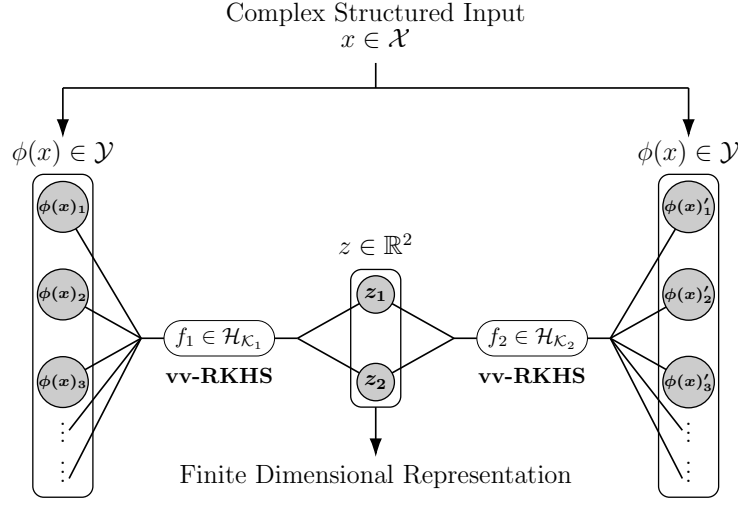 Complex Structured Input
x ∈ 𝒳
ϕ(x) ∈ 𝒴
ϕ(x) ∈ 𝒴
ϕ(x)₁
ϕ(x)₂
ϕ(x)₃
⋮
⋮
f₁ ∈ ℋ_𝒦₁
vv-RKHS
z ∈ ℝ²
z₁
z₂
f₂ ∈ ℋ_𝒦₂
vv-RKHS
ϕ(x)′₁
ϕ(x)′₂
ϕ(x)′₃
⋮
⋮
Finite Dimensional Representation